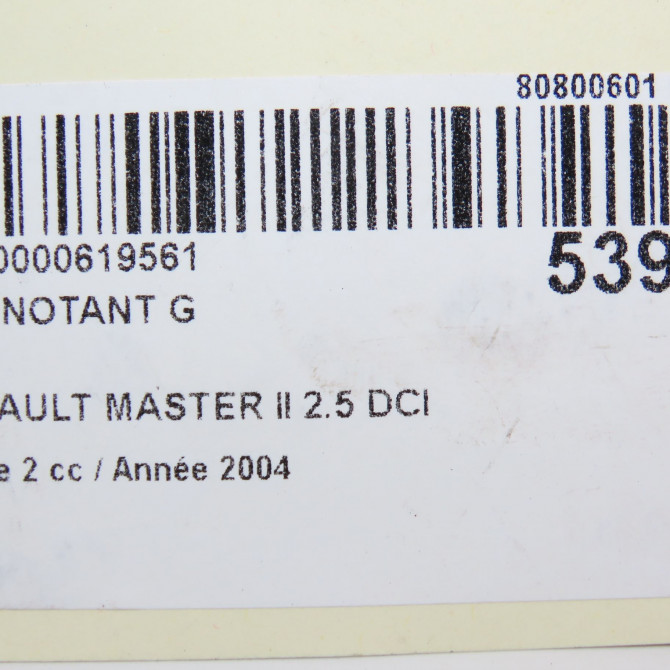 80800601
0000619561
539
NOTANT G
AULT MASTER II 2.5 DCI
e 2 cc / Année 2004